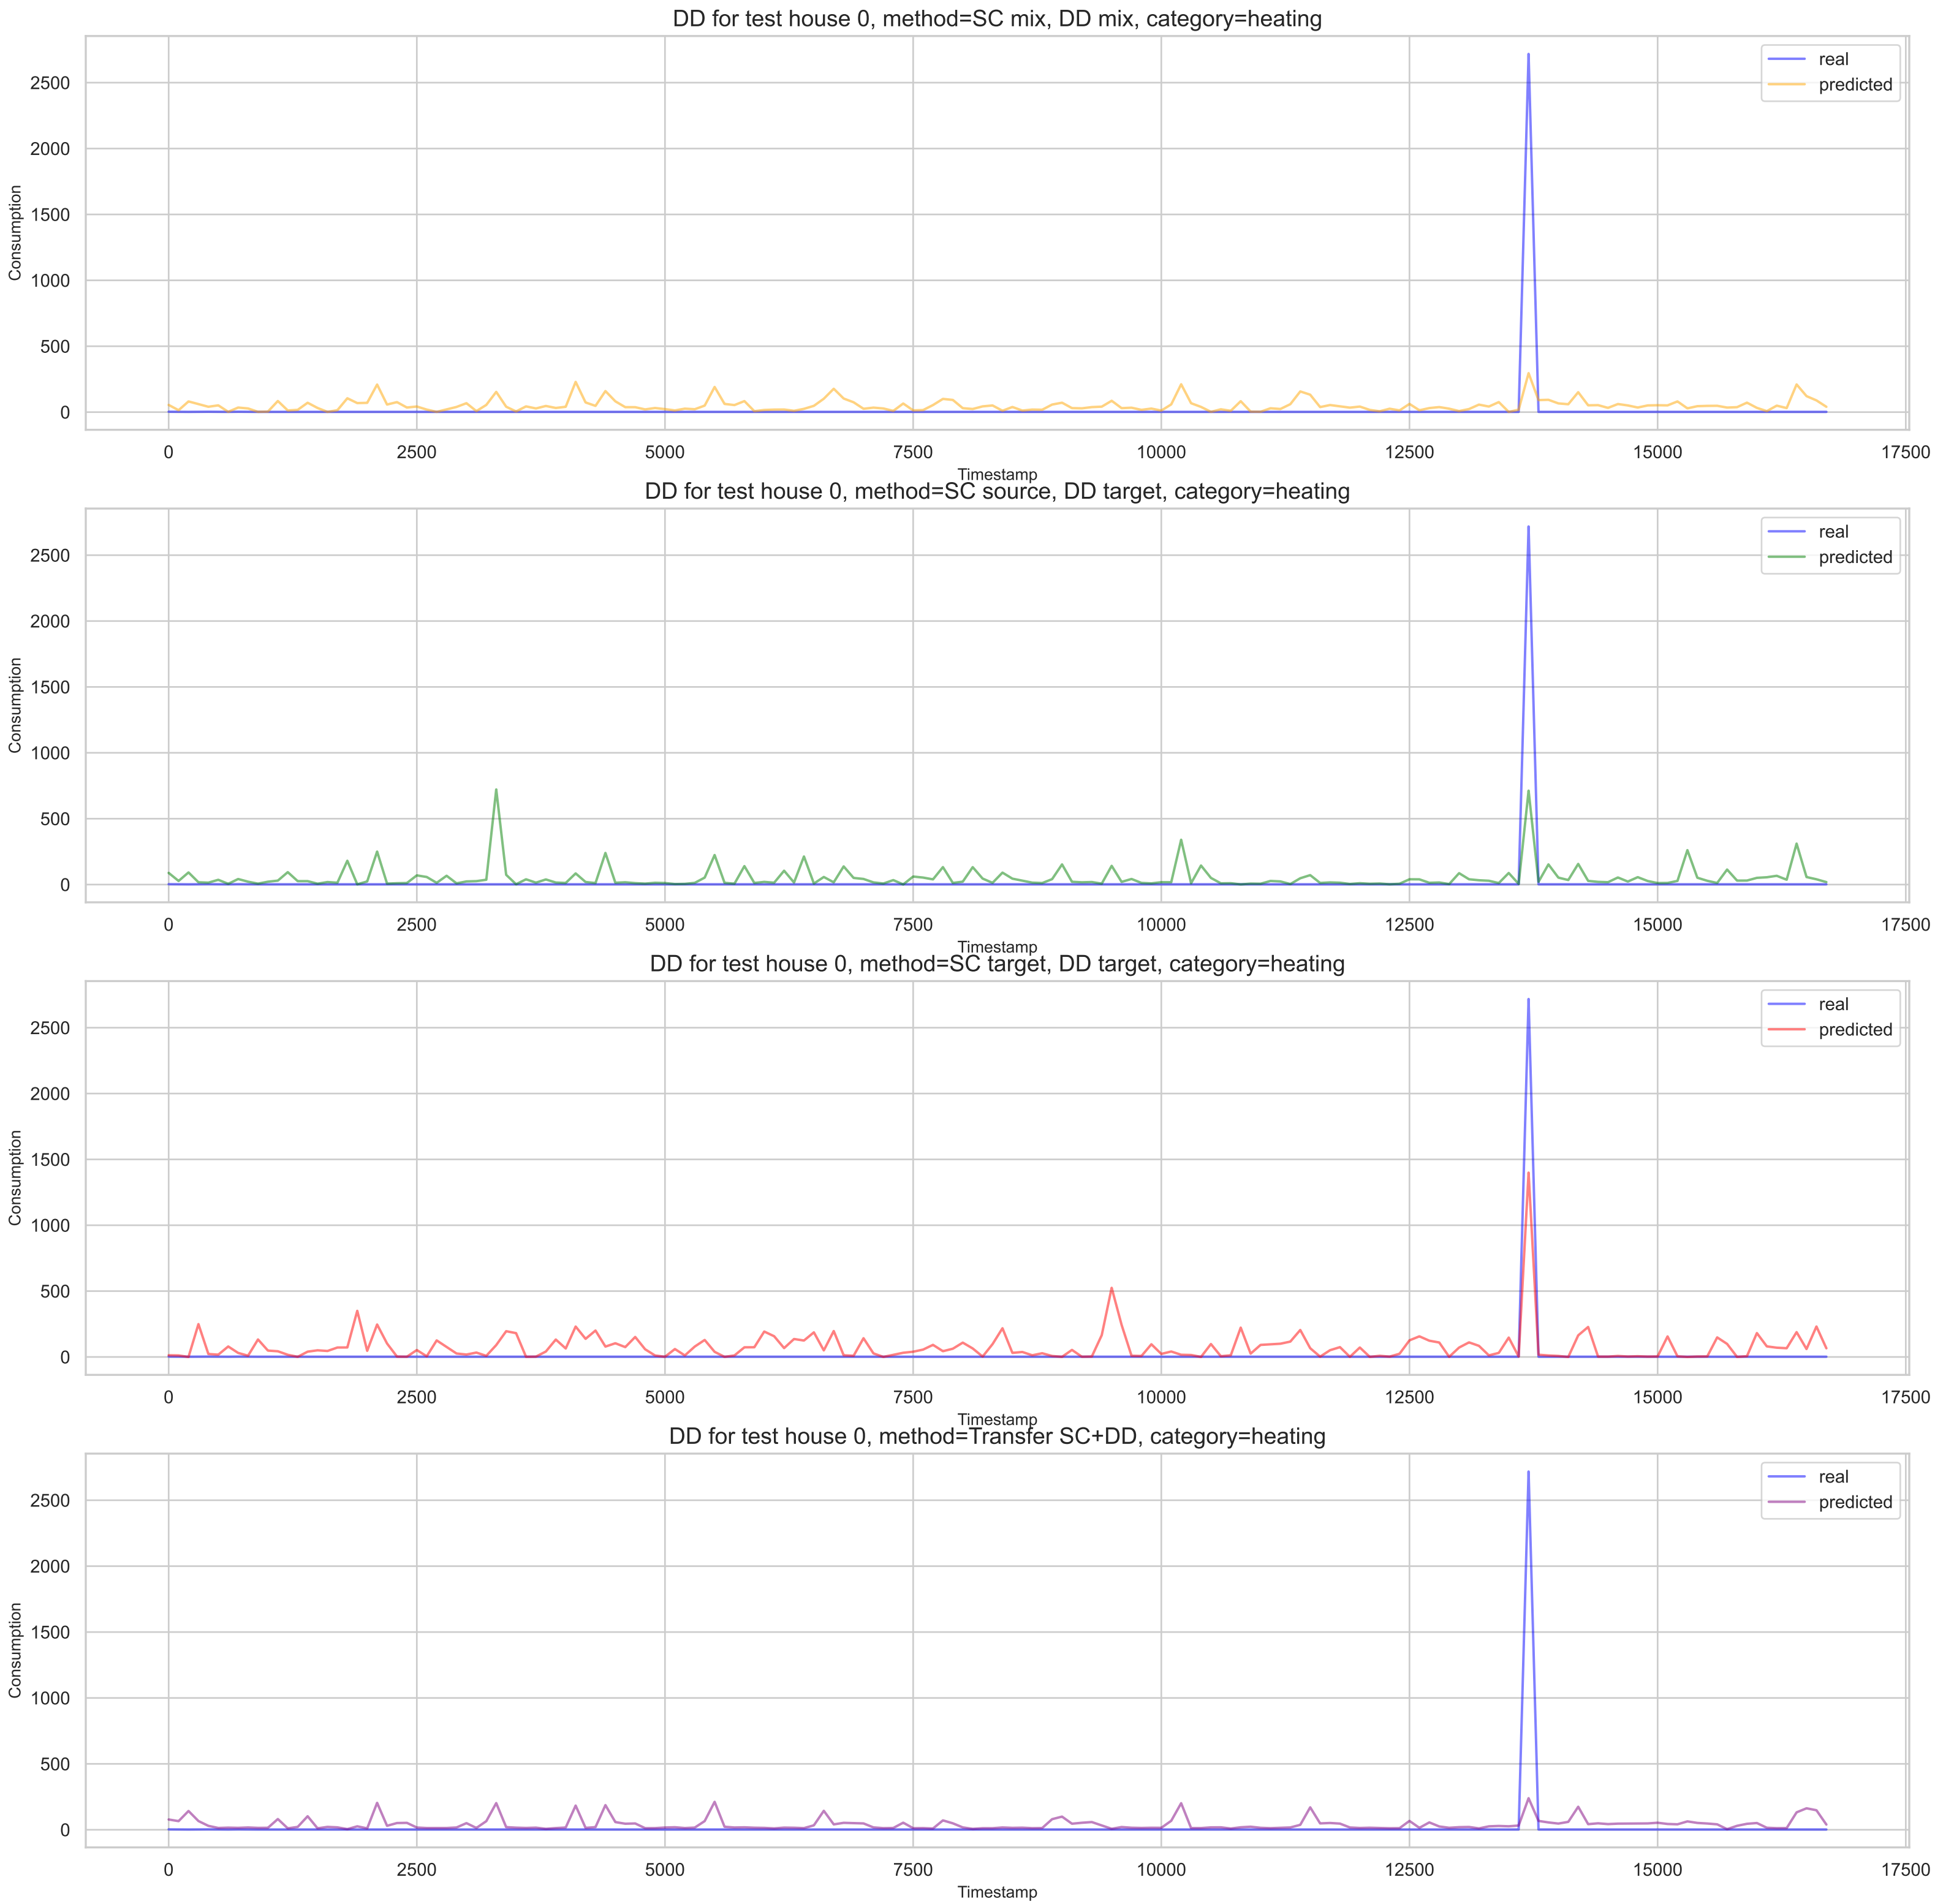 DD for test house 0, method=SC mix, DD mix, category=heating
real
predicted
2500
2000
1500
1000
500
0
Consumption
0 2500 5000 7500 10000 12500 15000 17500
Timestamp
DD for test house 0, method=SC source, DD target, category=heating
real
predicted
2500
2000
1500
1000
500
0
Consumption
0 2500 5000 7500 10000 12500 15000 17500
Timestamp
DD for test house 0, method=SC target, DD target, category=heating
real
predicted
2500
2000
1500
1000
500
0
Consumption
0 2500 5000 7500 10000 12500 15000 17500
Timestamp
DD for test house 0, method=Transfer SC+DD, category=heating
real
predicted
2500
2000
1500
1000
500
0
Consumption
0 2500 5000 7500 10000 12500 15000 17500
Timestamp